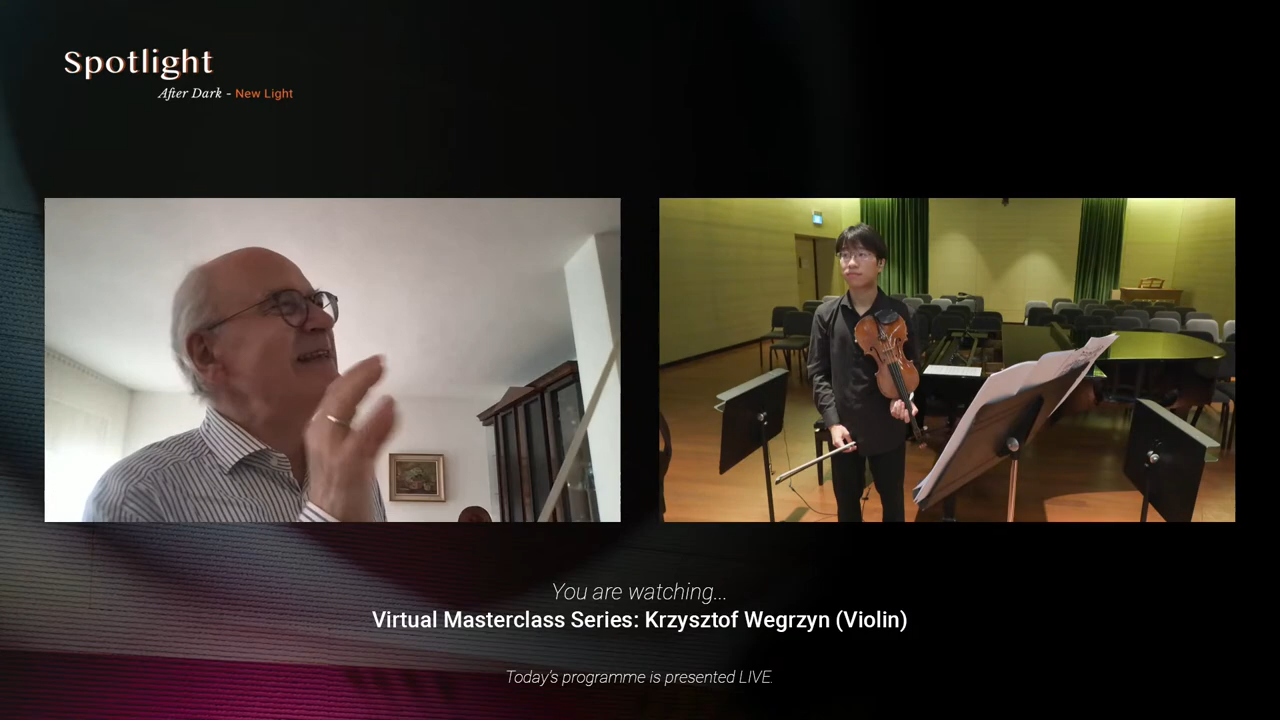 Spotlight
After Dark - New Light
You are watching...
Virtual Masterclass Series: Krzysztof Wegrzyn (Violin)
Today's programme is presented LIVE.